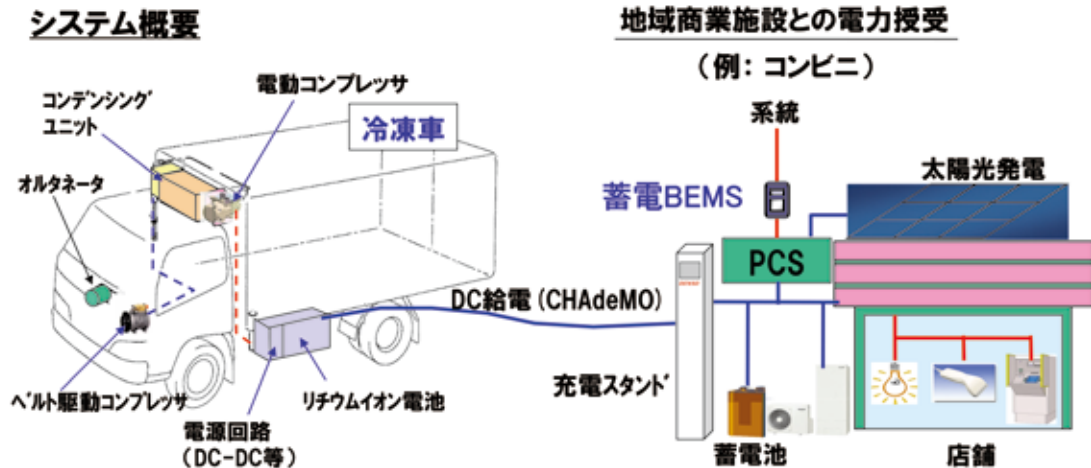 システム概要
地域商業施設との電力授受
（例：コンビニ）
コンデンシング
ユニット
電動コンプレッサ
冷凍車
オルタネータ
系統
蓄電BEMS
太陽光発電
PCS
DC給電（CHAdeMO）
ベルト駆動コンプレッサ
リチウムイオン電池
電源回路
（DC-DC等）
充電スタンド
蓄電池
店舗